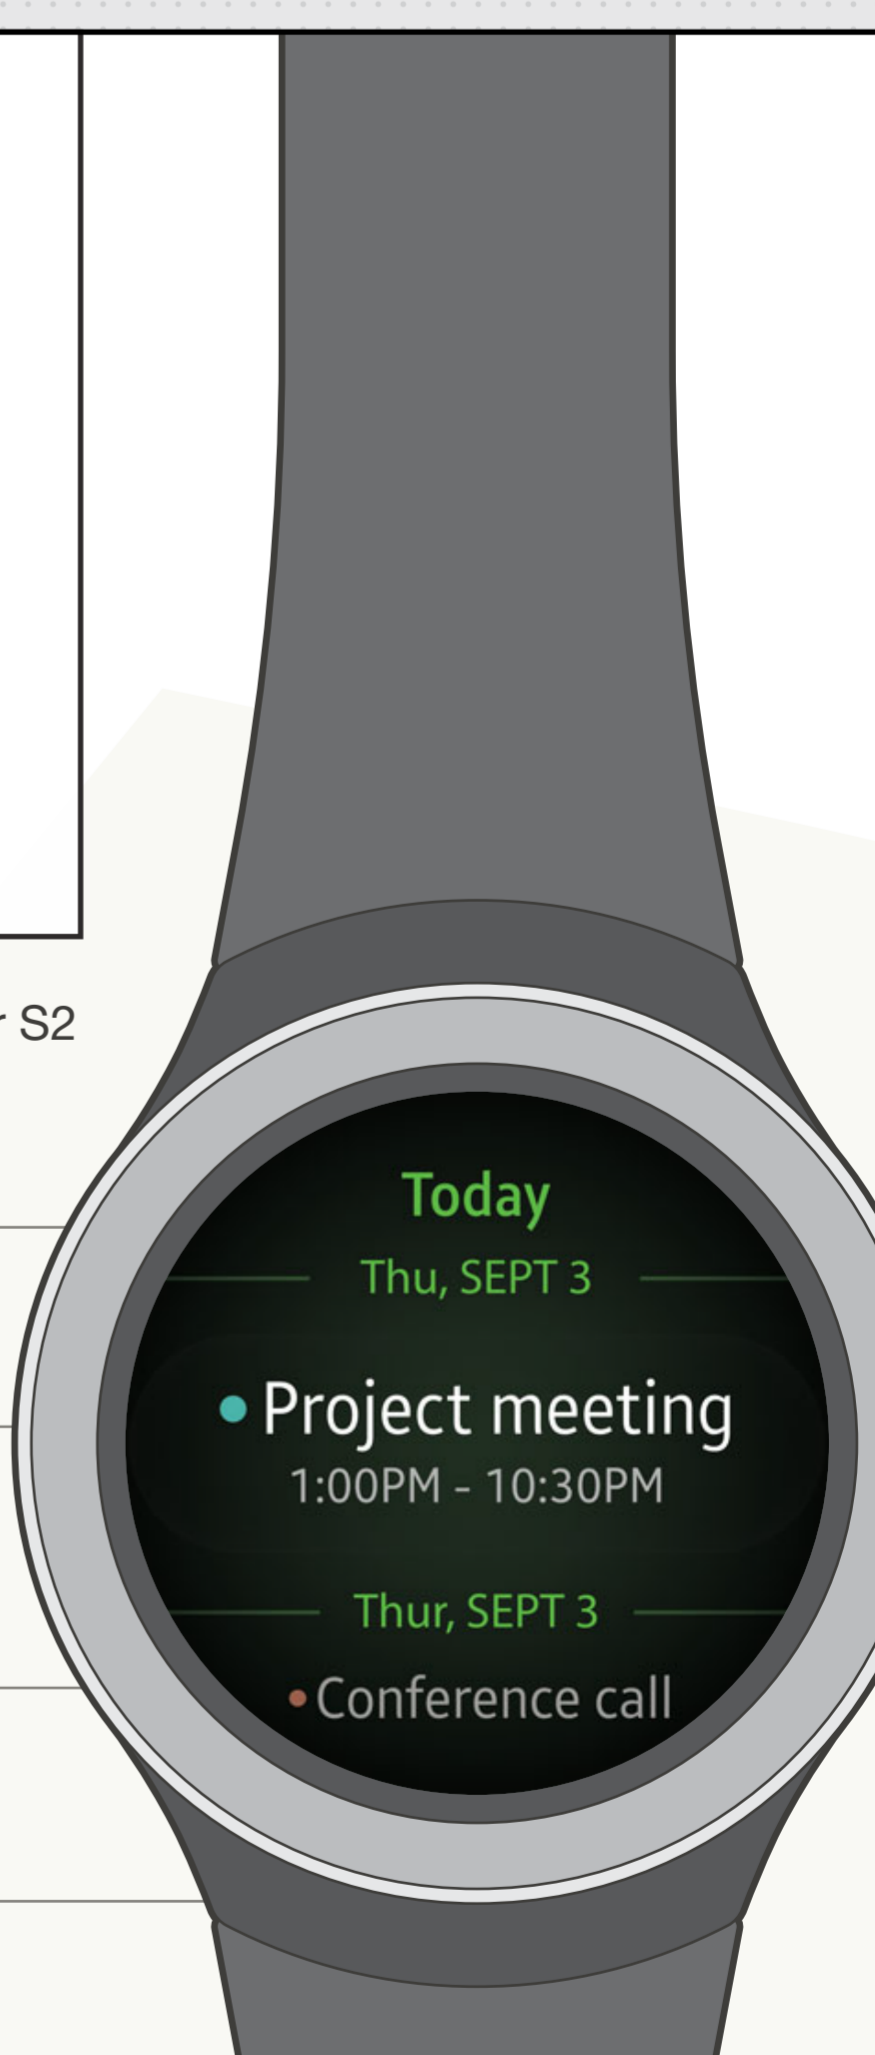 S2
Today
Thu, SEPT 3
Project meeting
1:00PM - 10:30PM
Thur, SEPT 3
Conference call